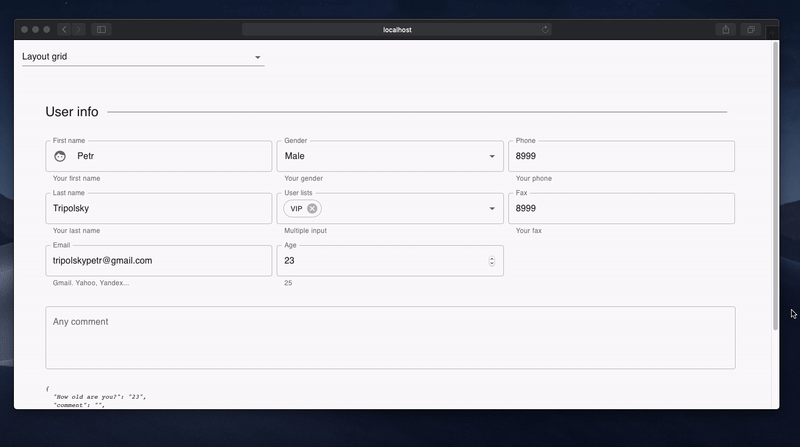 localhost
Layout grid
User info
First name
Gender
Phone
Petr
Male
8999
Your first name
Your gender
Your phone
Last name
User lists
Fax
Tripolsky
VIP
8999
Your last name
Multiple input
Your fax
Email
Age
tripolskypetr@gmail.com
23
Gmail. Yahoo, Yandex...
25
Any comment
{
"How old are you?": "23",
"comment": "",